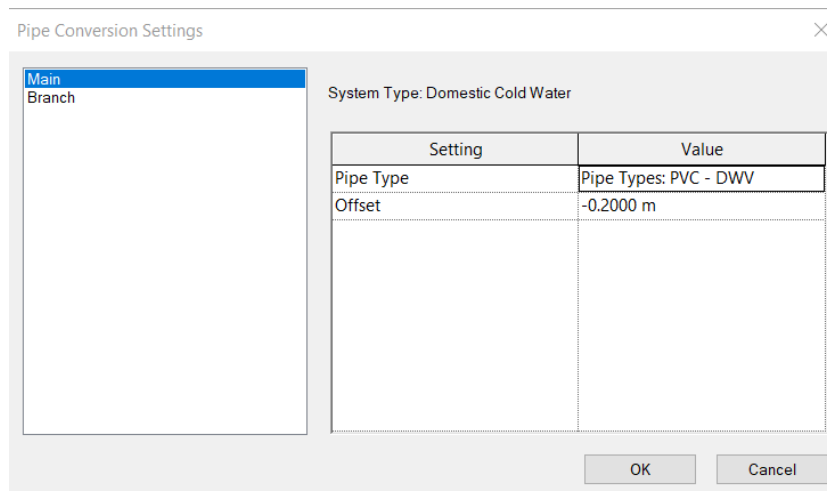 Pipe Conversion Settings
Main
Branch
System Type: Domestic Cold Water
Setting Value
Pipe Type Pipe Types: PVC - DWV
Offset -0.2000 m
OK Cancel